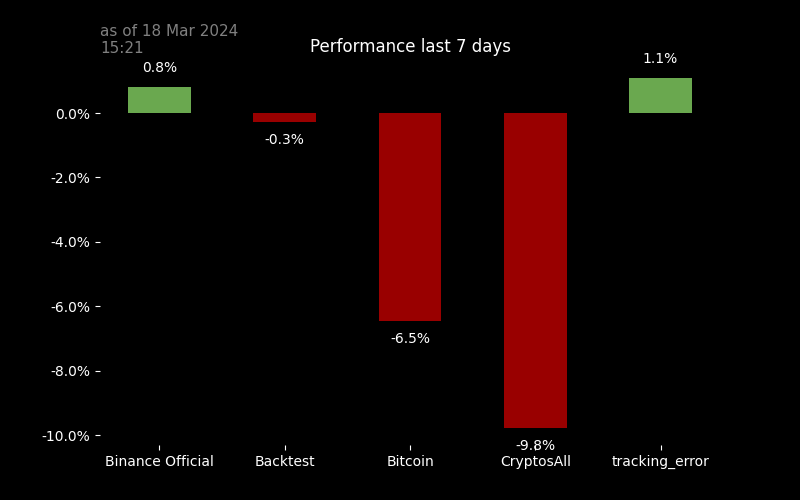 as of 18 Mar 2024
15:21
Performance last 7 days
0.8%
1.1%
0.0%
-0.3%
-2.0%
-4.0%
-6.0%
-6.5%
-8.0%
-10.0%
-9.8%
Binance Official
Backtest
Bitcoin
CryptosAll
tracking_error